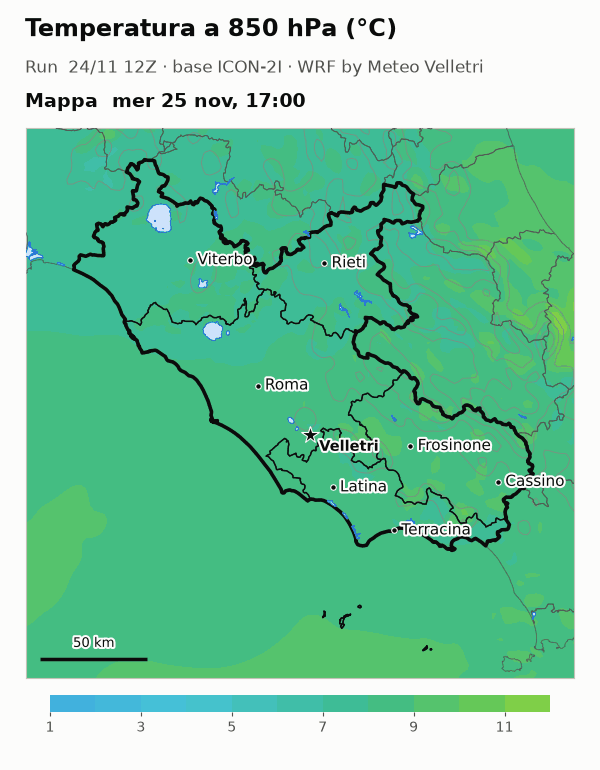 Temperatura a 850 hPa (°C)
Run  24/11 12Z · base ICON-2I · WRF by Meteo Velletri
Mappa  mer 25 nov, 17:00
Viterbo
Rieti
Roma
Velletri
Frosinone
Latina
Cassino
Terracina
50 km
1 3 5 7 9 11